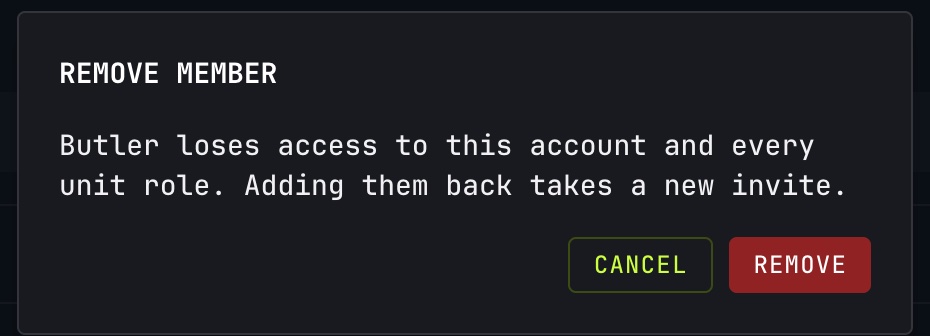 REMOVE MEMBER
Butler loses access to this account and every
unit role. Adding them back takes a new invite.
CANCEL REMOVE